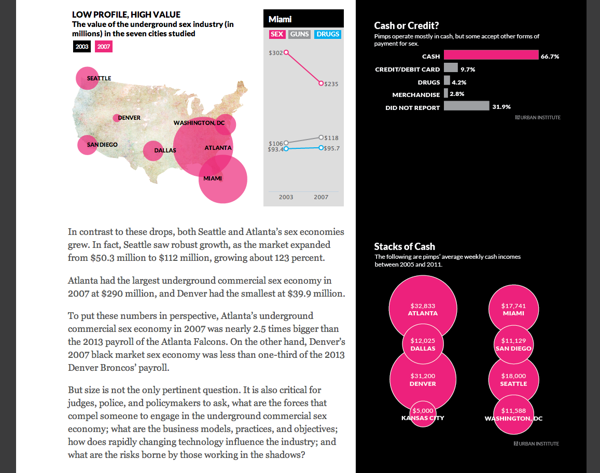 LOW PROFILE, HIGH VALUE
The value of the underground sex industry (in
millions) in the seven cities studied
2003 2007
SEATTLE
DENVER
WASHINGTON, DC
SAN DIEGO
DALLAS
ATLANTA
MIAMI
Miami
SEX GUNS DRUGS
$302
$235
$106
$118
$93.4
$95.7
2003 2007
In contrast to these drops, both Seattle and Atlanta's sex economies
grew. In fact, Seattle saw robust growth, as the market expanded
from $50.3 million to $112 million, growing about 123 percent.
Atlanta had the largest underground commercial sex economy in
2007 at $290 million, and Denver had the smallest at $39.9 million.
To put these numbers in perspective, Atlanta's underground
commercial sex economy in 2007 was nearly 2.5 times bigger than
the 2013 payroll of the Atlanta Falcons. On the other hand, Denver's
2007 black market sex economy was less than one-third of the 2013
Denver Broncos' payroll.
But size is not the only pertinent question. It is also critical for
judges, police, and policymakers to ask, what are the forces that
compel someone to engage in the underground commercial sex
economy; what are the business models, practices, and objectives;
how does rapidly changing technology influence the industry; and
what are the risks borne by those working in the shadows?
Cash or Credit?
Pimps operate mostly in cash, but some accept other forms of
payment for sex.
CASH 66.7%
CREDIT/DEBIT CARD 9.7%
DRUGS 4.2%
MERCHANDISE 2.8%
DID NOT REPORT 31.9%
URBAN INSTITUTE
Stacks of Cash
The following are pimps' average weekly cash incomes
between 2005 and 2011.
$32,833
ATLANTA
$17,741
MIAMI
$12,025
DALLAS
$11,129
SAN DIEGO
$31,200
DENVER
$18,000
SEATTLE
$5,000
KANSAS CITY
$11,588
WASHINGTON, DC
URBAN INSTITUTE